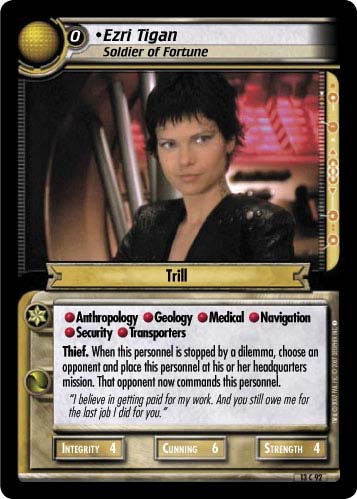 0 •Ezri Tigan
Soldier of Fortune
Trill
•Anthropology •Geology •Medical •Navigation
•Security •Transporters
Thief. When this personnel is stopped by a dilemma, choose an
opponent and place this personnel at his or her headquarters
mission. That opponent now commands this personnel.
"I believe in getting paid for my work. And you still owe me for
the last job I did for you."
INTEGRITY 4 CUNNING 6 STRENGTH 4
13 C 92